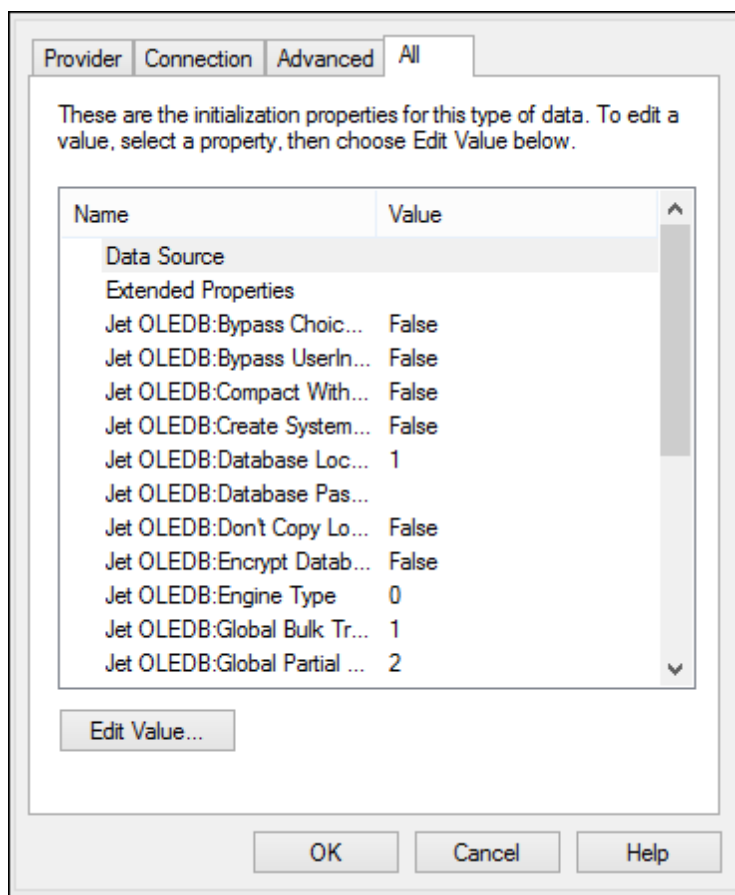 Provider Connection Advanced All
These are the initialization properties for this type of data. To edit a
value, select a property, then choose Edit Value below.
Name Value
Data Source
Extended Properties
Jet OLEDB:Bypass Choic... False
Jet OLEDB:Bypass UserIn... False
Jet OLEDB:Compact With... False
Jet OLEDB:Create System... False
Jet OLEDB:Database Loc... 1
Jet OLEDB:Database Pas...
Jet OLEDB:Don't Copy Lo... False
Jet OLEDB:Encrypt Datab... False
Jet OLEDB:Engine Type 0
Jet OLEDB:Global Bulk Tr... 1
Jet OLEDB:Global Partial ... 2
Edit Value...
OK Cancel Help